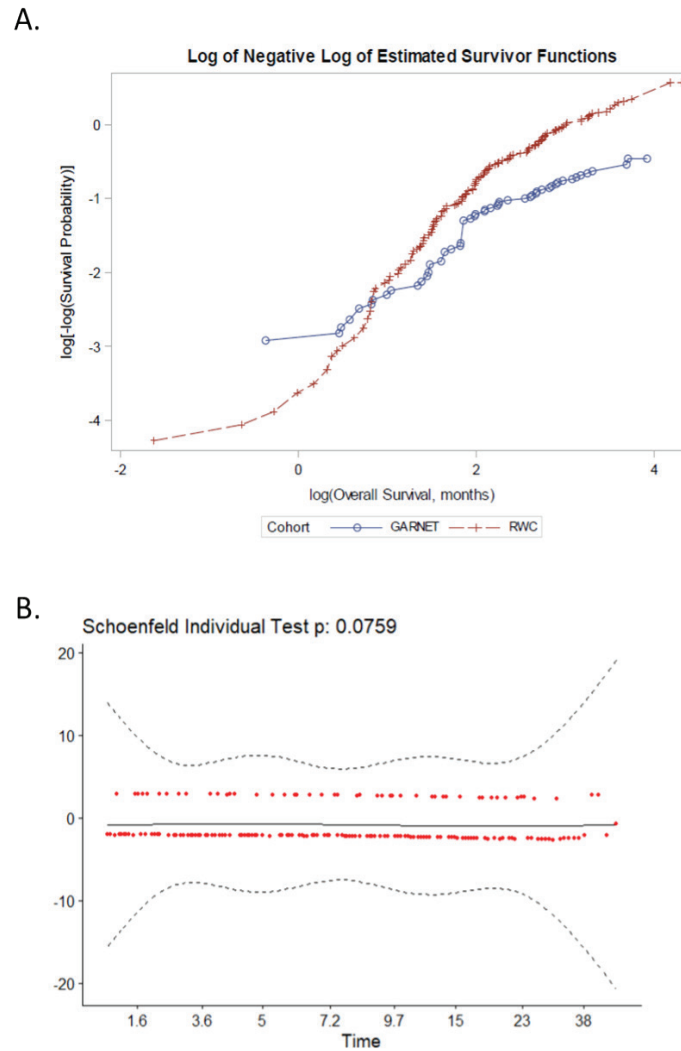 A.
Log of Negative Log of Estimated Survivor Functions
log[-log(Survival Probability)]
0
-1
-2
-3
-4
-2
0
2
4
log(Overall Survival, months)
Cohort GARNET RWC
B.
Schoenfeld Individual Test p: 0.0759
20
10
0
-10
-20
1.6 3.6 5 7.2 9.7 15 23 38
Time